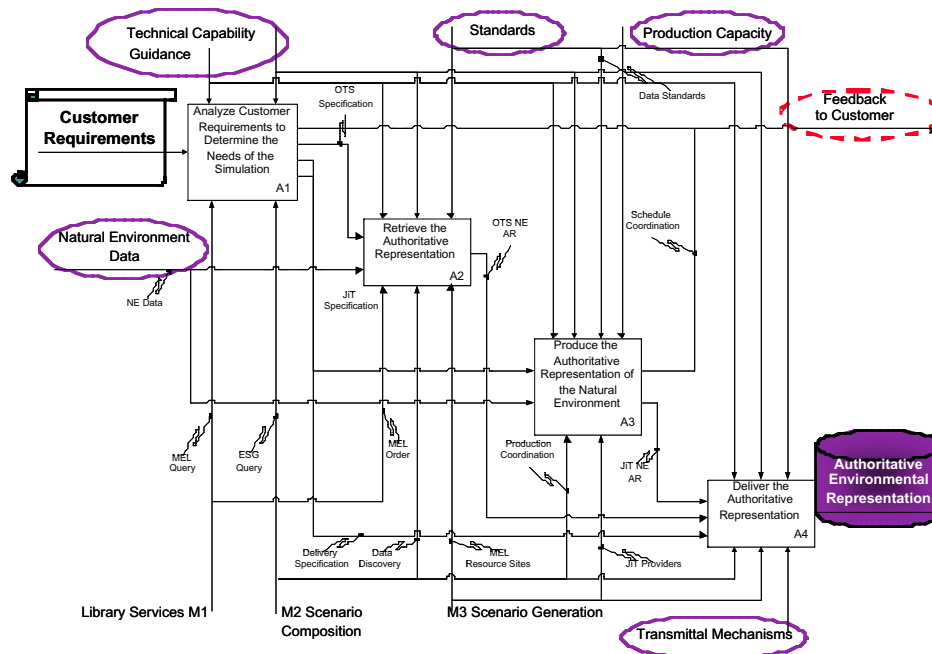 Technical Capability
Guidance
Standards
Production Capacity
OTS
Specification
Data Standards
Feedback
to Customer
Customer
Requirements
Analyze Customer
Requirements to
Determine the
Needs of the
Simulation
A1
Natural Environment
Data
NE Data
Retrieve the
Authoritative
Representation
A2
OTS NE
AR
Schedule
Coordination
JiT
Specification
Produce the
Authoritative
Representation of
the Natural
Environment
A3
MEL
Query
ESG
Query
MEL
Order
Production
Coordination
JiT NE
AR
Deliver the
Authoritative
Representation
A4
Authoritative
Environmental
Representation
Delivery
Specification
Data
Discovery
MEL
Resource Sites
JiT Providers
Library Services M1
M2 Scenario
Composition
M3 Scenario Generation
Transmittal Mechanisms